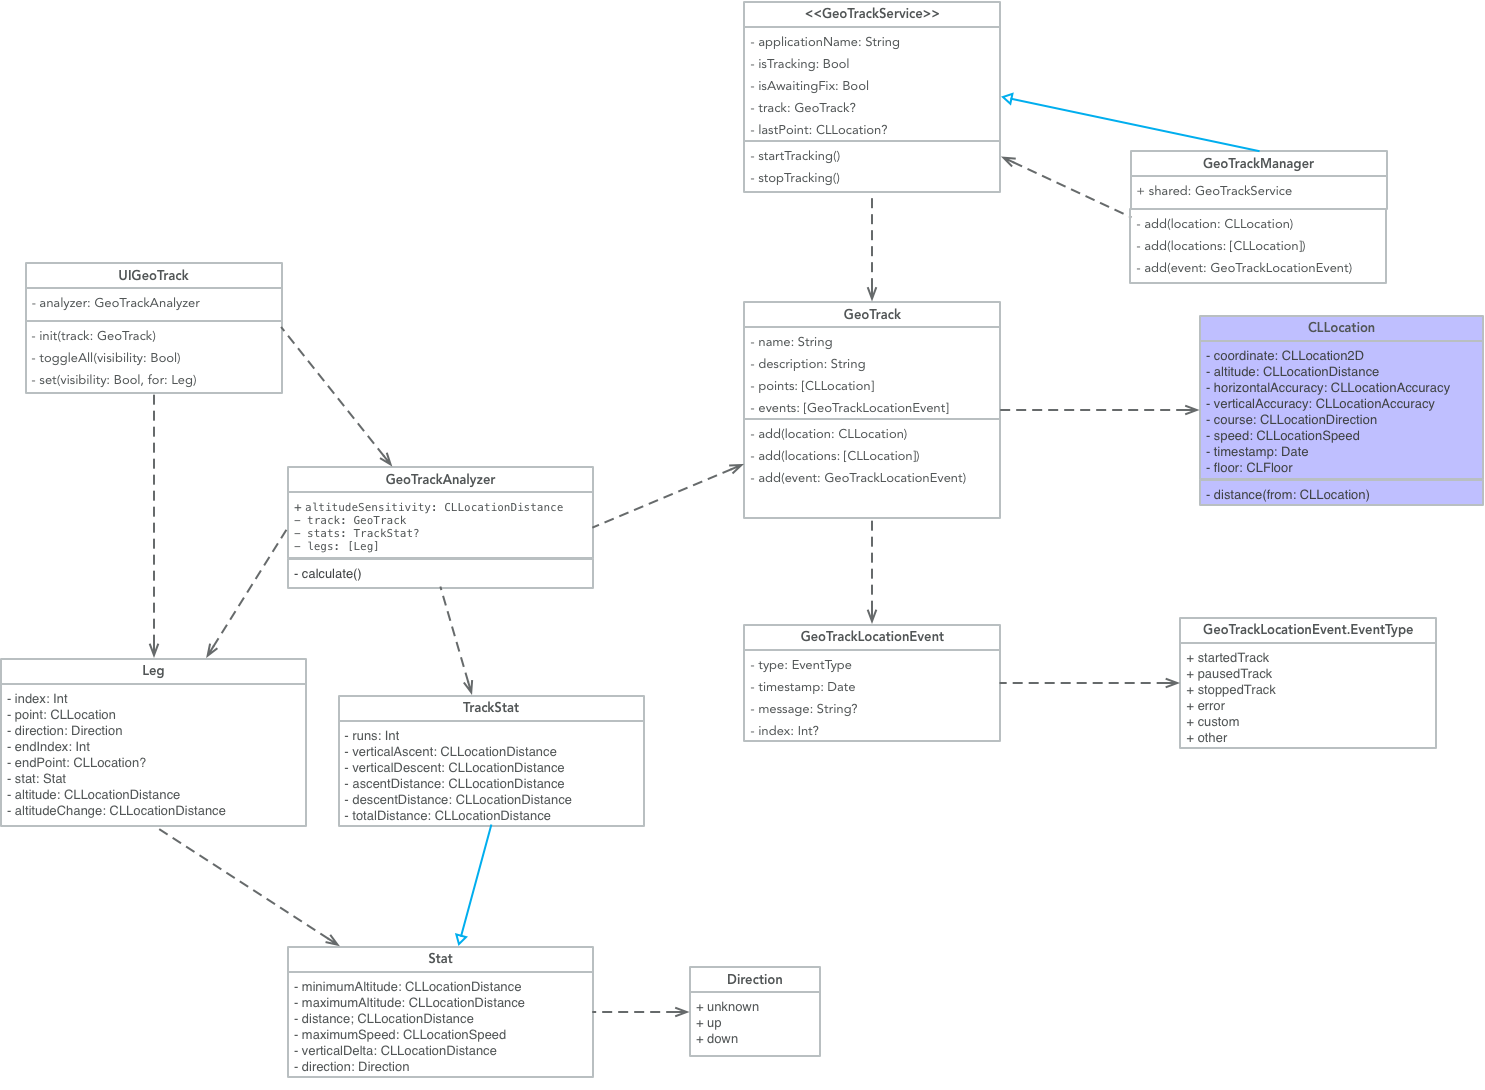 <<GeoTrackService>>
- applicationName: String
- isTracking: Bool
- isAwaitingFix: Bool
- track: GeoTrack?
- lastPoint: CLLocation?
- startTracking()
- stopTracking()
GeoTrackManager
+ shared: GeoTrackService
- add(location: CLLocation)
- add(locations: [CLLocation])
- add(event: GeoTrackLocationEvent)
UIGeoTrack
- analyzer: GeoTrackAnalyzer
- init(track: GeoTrack)
- toggleAll(visibility: Bool)
- set(visibility: Bool, for: Leg)
GeoTrack
- name: String
- description: String
- points: [CLLocation]
- events: [GeoTrackLocationEvent]
- add(location: CLLocation)
- add(locations: [CLLocation])
- add(event: GeoTrackLocationEvent)
CLLocation
- coordinate: CLLocation2D
- altitude: CLLocationDistance
- horizontalAccuracy: CLLocationAccuracy
- verticalAccuracy: CLLocationAccuracy
- course: CLLocationDirection
- speed: CLLocationSpeed
- timestamp: Date
- floor: CLFloor
- distance(from: CLLocation)
GeoTrackAnalyzer
+ altitudeSensitivity: CLLocationDistance
- track: GeoTrack
- stats: TrackStat?
- legs: [Leg]
- calculate()
GeoTrackLocationEvent
- type: EventType
- timestamp: Date
- message: String?
- index: Int?
GeoTrackLocationEvent.EventType
+ startedTrack
+ pausedTrack
+ stoppedTrack
+ error
+ custom
+ other
Leg
- index: Int
- point: CLLocation
- direction: Direction
- endIndex: Int
- endPoint: CLLocation?
- stat: Stat
- altitude: CLLocationDistance
- altitudeChange: CLLocationDistance
TrackStat
- runs: Int
- verticalAscent: CLLocationDistance
- verticalDescent: CLLocationDistance
- ascentDistance: CLLocationDistance
- descentDistance: CLLocationDistance
- totalDistance: CLLocationDistance
Stat
- minimumAltitude: CLLocationDistance
- maximumAltitude: CLLocationDistance
- distance; CLLocationDistance
- maximumSpeed: CLLocationSpeed
- verticalDelta: CLLocationDistance
- direction: Direction
Direction
+ unknown
+ up
+ down